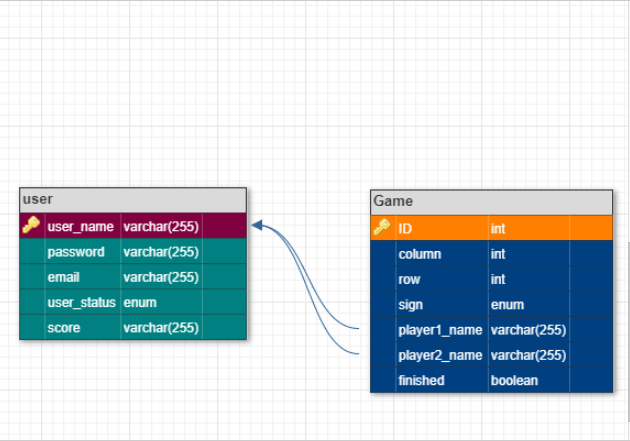 user
user_name varchar(255)
password varchar(255)
email varchar(255)
user_status enum
score varchar(255)
Game
ID int
column int
row int
sign enum
player1_name varchar(255)
player2_name varchar(255)
finished boolean